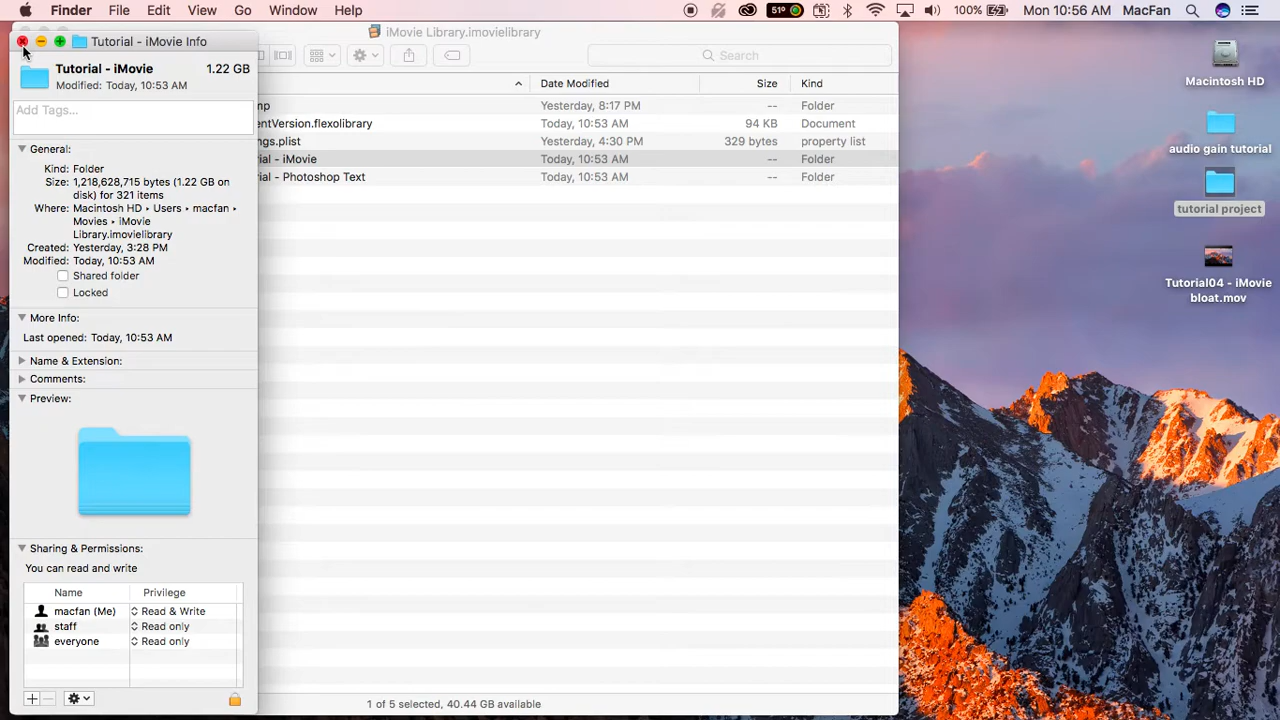 Finder File Edit View Go Window Help 51° 100% Mon 10:56 AM MacFan
Tutorial - iMovie Info
Tutorial - iMovie 1.22 GB
Modified: Today, 10:53 AM
Add Tags...
General:
Kind: Folder
Size: 1,218,628,715 bytes (1.22 GB on
disk) for 321 items
Where: Macintosh HD ▸ Users ▸ macfan ▸
Movies ▸ iMovie
Library.imovielibrary
Created: Yesterday, 3:28 PM
Modified: Today, 10:53 AM
Shared folder
Locked
More Info:
Last opened: Today, 10:53 AM
Name & Extension:
Comments:
Preview:
Sharing & Permissions:
You can read and write
Name Privilege
macfan (Me) Read & Write
staff Read only
everyone Read only
iMovie Library.imovielibrary
Search
Date Modified Size Kind
mp Yesterday, 8:17 PM -- Folder
entVersion.flexolibrary Today, 10:53 AM 94 KB Document
ngs.plist Yesterday, 4:30 PM 329 bytes property list
ial - iMovie Today, 10:53 AM -- Folder
ial - Photoshop Text Today, 10:53 AM -- Folder
1 of 5 selected, 40.44 GB available
Macintosh HD
audio gain tutorial
tutorial project
Tutorial04 - iMovie
bloat.mov